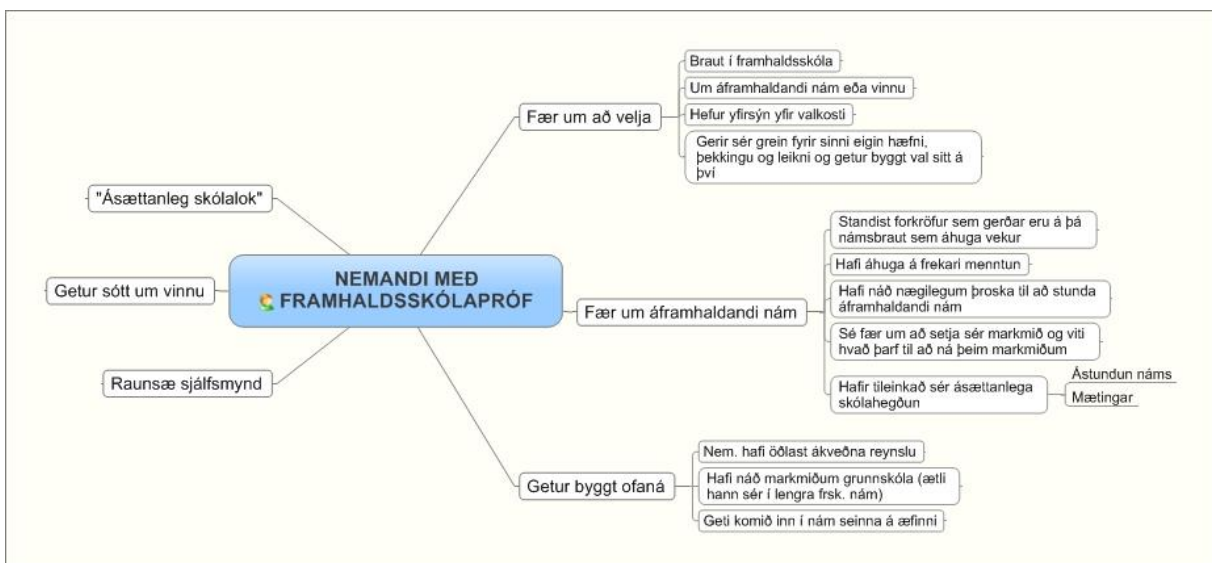 Braut í framhaldsskóla
Um áframhaldandi nám eða vinnu
Fær um að velja
Hefur yfirsýn yfir valkosti
Gerir sér grein fyrir sinni eigin hæfni,
þekkingu og leikni og getur byggt val sitt á
því
"Ásættanleg skólalok"
Getur sótt um vinnu
Raunsæ sjálfsmynd
NEMANDI MEÐ
FRAMHALDSSKÓLAPRÓF
Fær um áframhaldandi nám
Standist forkröfur sem gerðar eru á þá
námsbraut sem áhuga vekur
Hafi áhuga á frekari menntun
Hafi náð nægilegum þroska til að stunda
áframhaldandi nám
Sé fær um að setja sér markmið og viti
hvað þarf til að ná þeim markmiðum
Hafir tileinkað sér ásættanlega
skólahegðun
Ástundun náms
Mætingar
Getur byggt ofaná
Nem. hafi öðlast ákveðna reynslu
Hafi náð markmiðum grunnskóla (ætli
hann sér í lengra frsk. nám)
Geti komið inn í nám seinna á æfinni